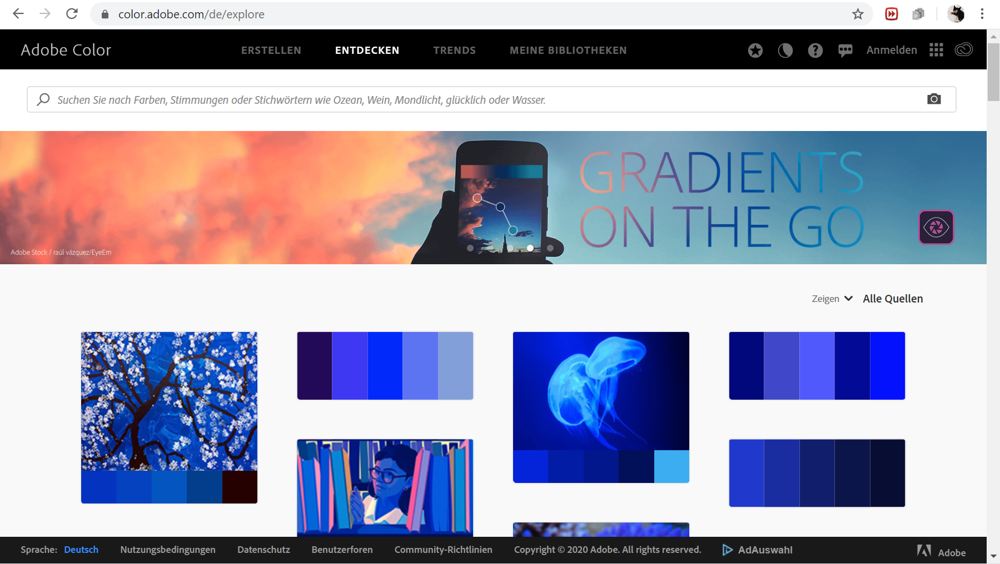 color.adobe.com/de/explore
Adobe Color
ERSTELLEN
ENTDECKEN
TRENDS
MEINE BIBLIOTHEKEN
Anmelden
Suchen Sie nach Farben, Stimmungen oder Stichwörtern wie Ozean, Wein, Mondlicht, glücklich oder Wasser.
GRADIENTS
ON THE GO
Adobe Stock / raúl vázquez/EyeEm
Zeigen
Alle Quellen
Sprache: Deutsch
Nutzungsbedingungen
Datenschutz
Benutzerforen
Community-Richtlinien
Copyright © 2020 Adobe. All rights reserved.
AdAuswahl
Adobe